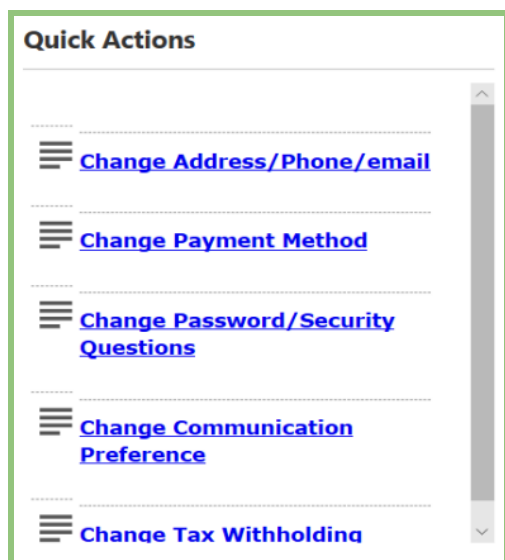 Quick Actions
Change Address/Phone/email
Change Payment Method
Change Password/Security
Questions
Change Communication
Preference
Change Tax Withholding